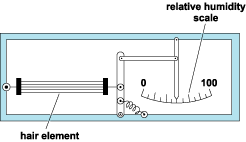 relative humidity
scale
0 100
hair element